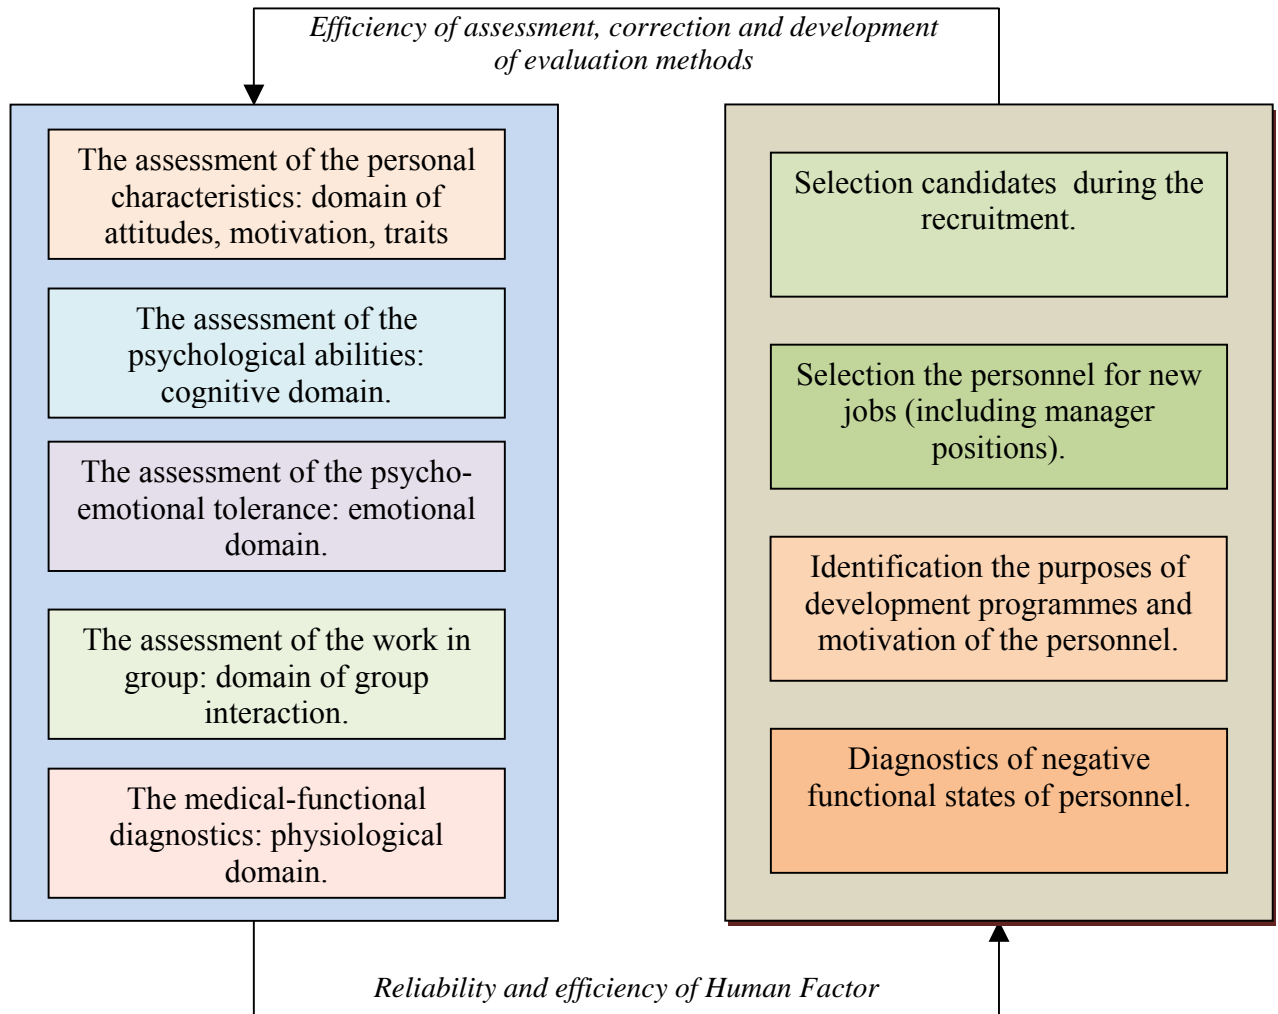 Efficiency of assessment, correction and development
of evaluation methods
The assessment of the personal
characteristics: domain of
attitudes, motivation, traits
The assessment of the
psychological abilities:
cognitive domain.
The assessment of the psycho-
emotional tolerance: emotional
domain.
The assessment of the work in
group: domain of group
interaction.
The medical-functional
diagnostics: physiological
domain.
Selection candidates  during the
recruitment.
Selection the personnel for new
jobs (including manager
positions).
Identification the purposes of
development programmes and
motivation of the personnel.
Diagnostics of negative
functional states of personnel.
Reliability and efficiency of Human Factor